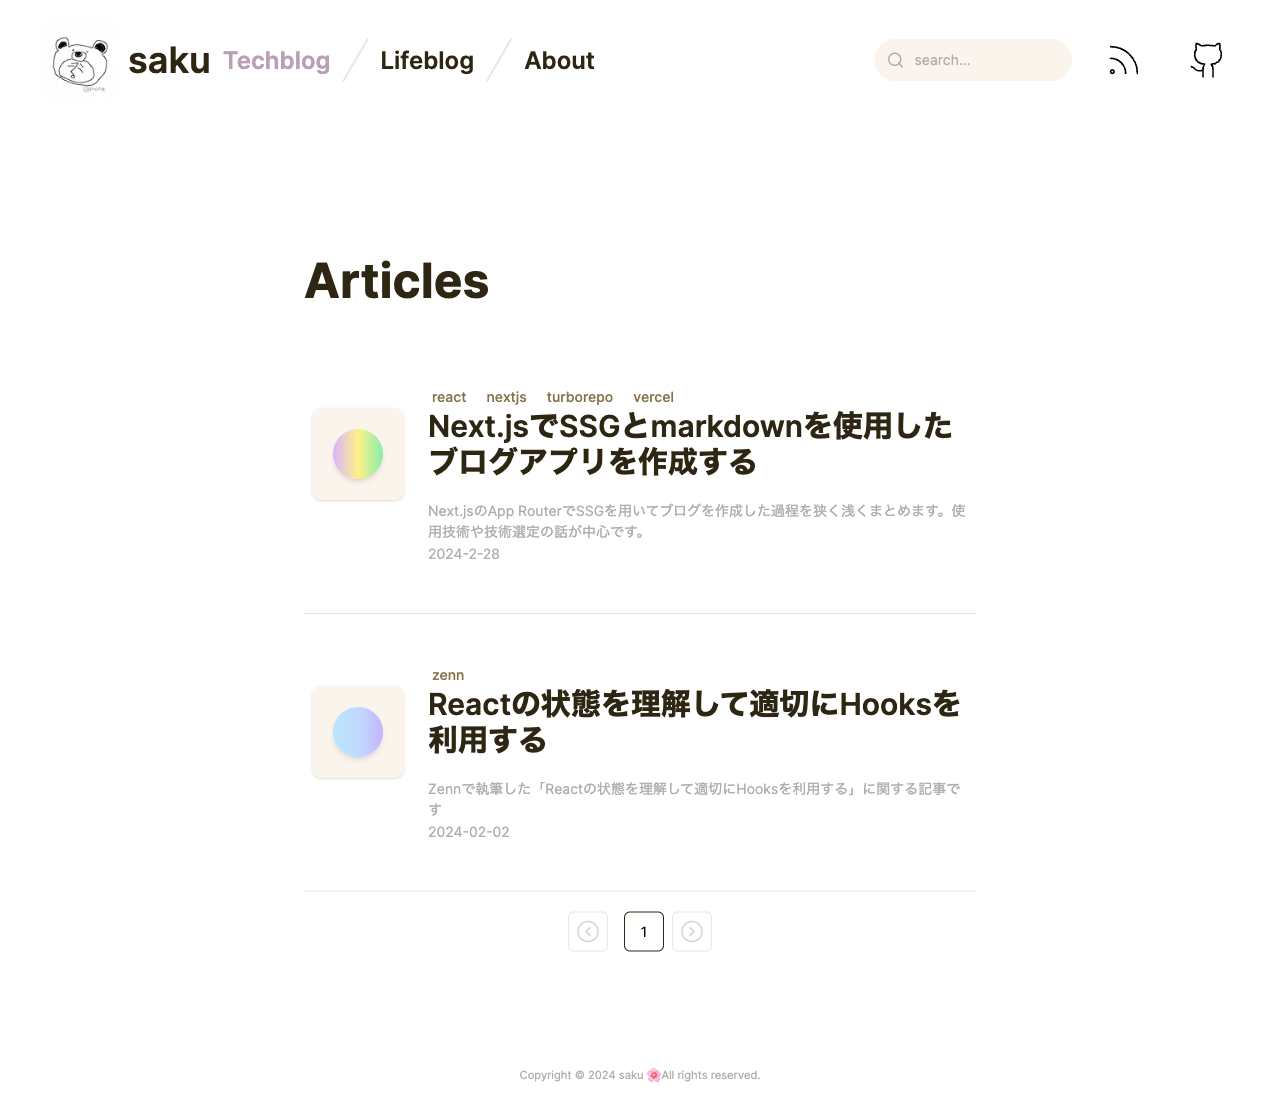 saku Techblog / Lifeblog / About
search...
Articles
react nextjs turborepo vercel
Next.jsでSSGとmarkdownを使用した
ブログアプリを作成する
Next.jsのApp RouterでSSGを用いてブログを作成した過程を狭く浅くまとめます。使
用技術や技術選定の話が中心です。
2024-2-28
zenn
Reactの状態を理解して適切にHooksを
利用する
Zennで執筆した「Reactの状態を理解して適切にHooksを利用する」に関する記事で
す
2024-02-02
1
Copyright © 2024 saku 🌸All rights reserved.